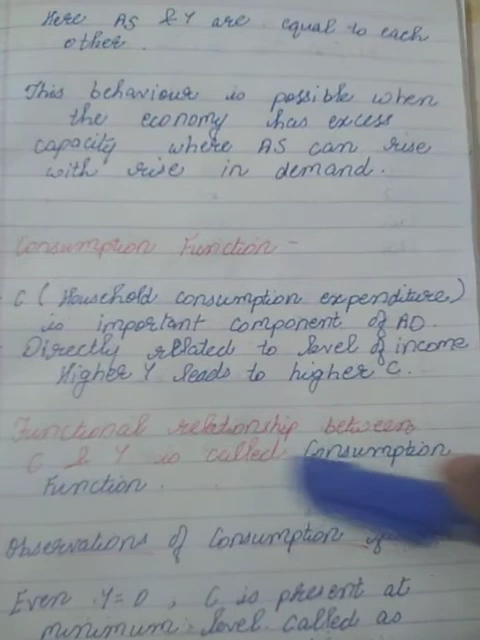 Here AS & Y are equal to each
other.
This behaviour is possible when
the economy has excess
capacity where AS can rise
with rise in demand.
Consumption Function -
C (Household consumption expenditure)
is important component of AD.
Directly related to level of income
Higher Y leads to higher C.
Functional relationship between
C & Y is called Consumption
Function.
Observations of Consumption
Even Y=0, C is present at
minimum level called as